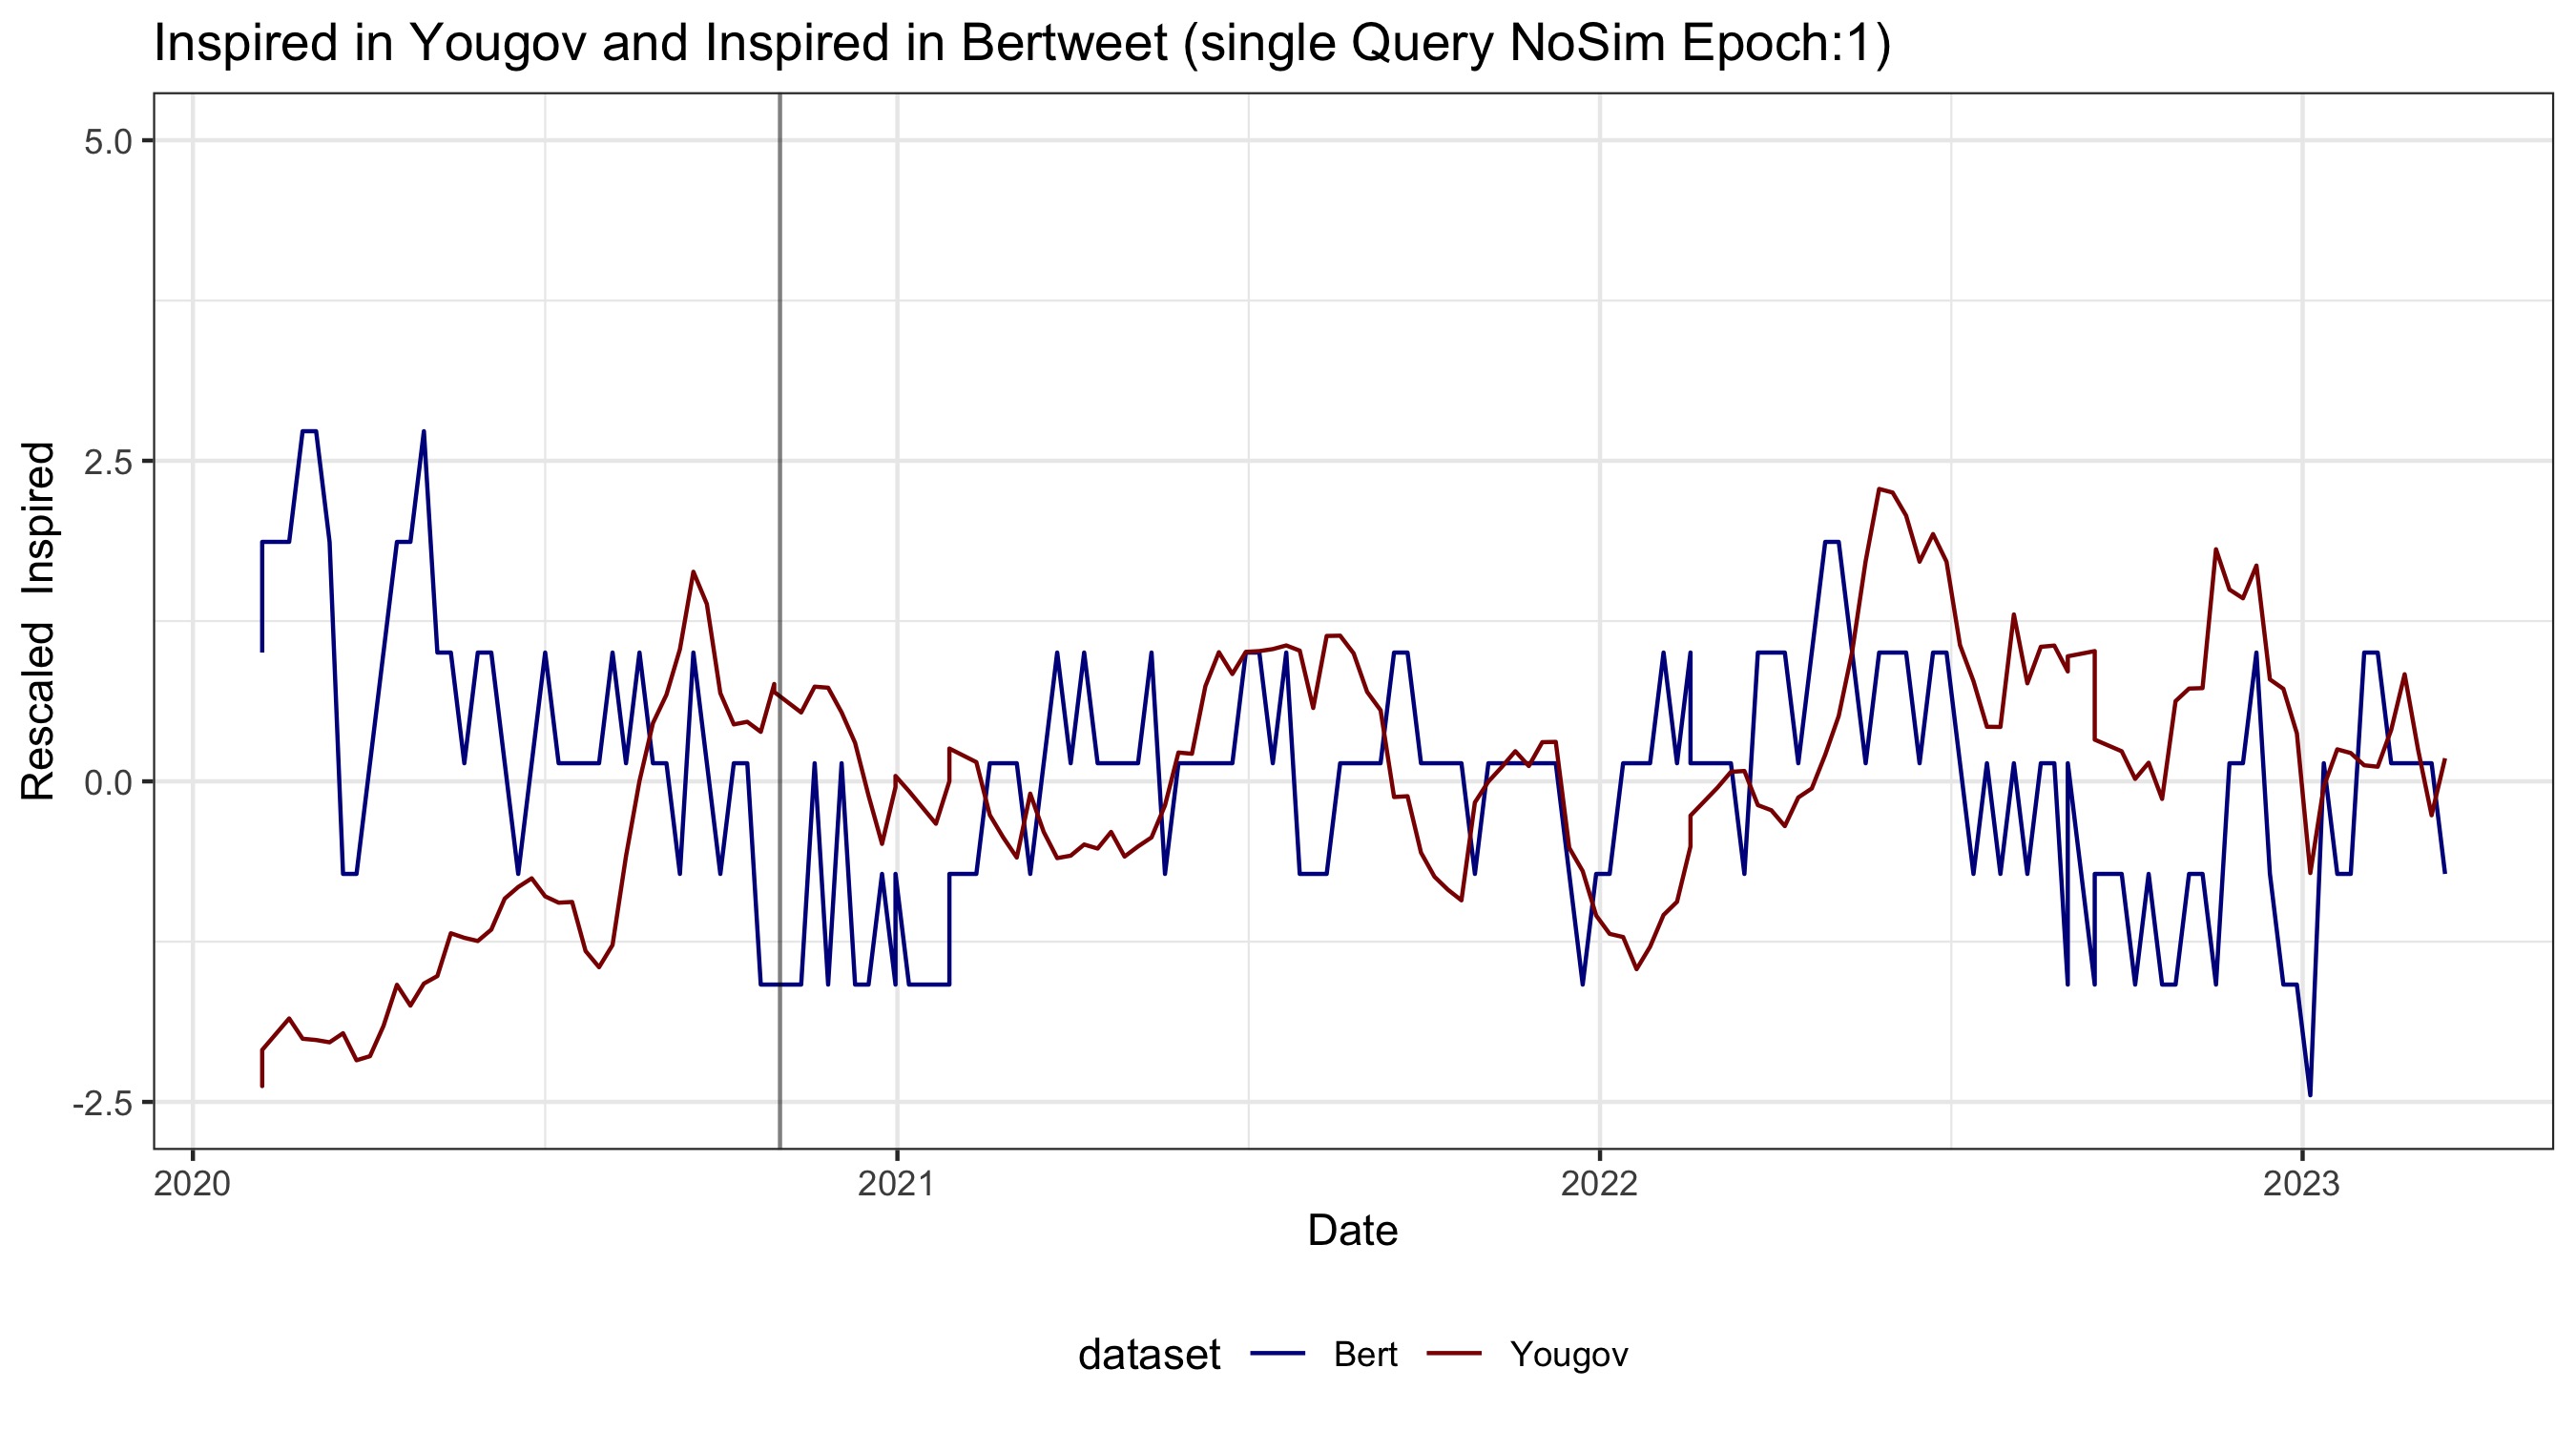 Inspired in Yougov and Inspired in Bertweet (single Query NoSim Epoch:1)
Rescaled Inspired
5.0
2.5
0.0
-2.5
2020 2021 2022 2023
Date
dataset Bert Yougov